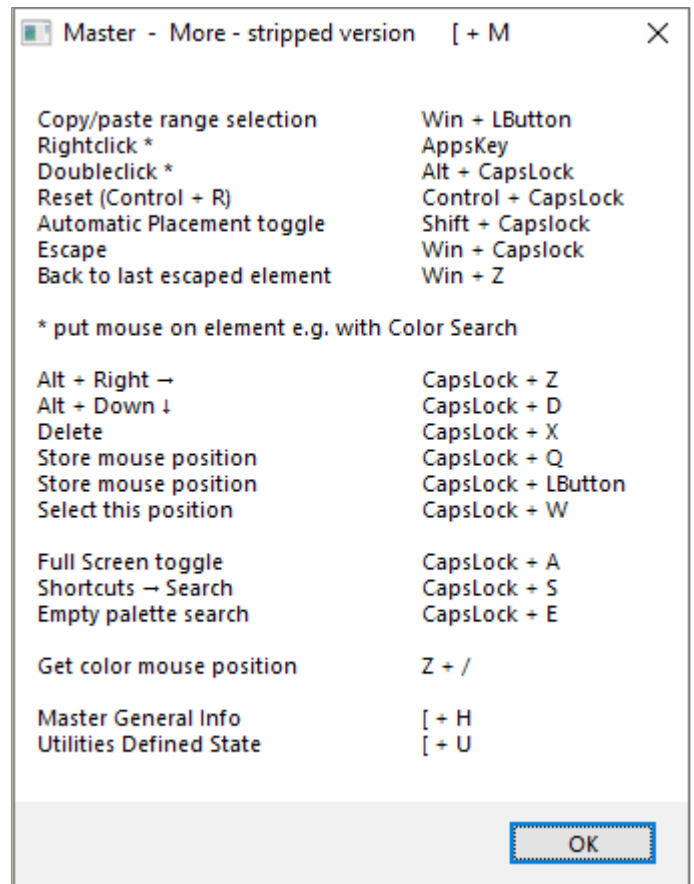 Master - More - stripped version [ + M
Copy/paste range selection Win + LButton
Rightclick * AppsKey
Doubleclick * Alt + CapsLock
Reset (Control + R) Control + CapsLock
Automatic Placement toggle Shift + Capslock
Escape Win + Capslock
Back to last escaped element Win + Z
* put mouse on element e.g. with Color Search
Alt + Right → CapsLock + Z
Alt + Down ↓ CapsLock + D
Delete CapsLock + X
Store mouse position CapsLock + Q
Store mouse position CapsLock + LButton
Select this position CapsLock + W
Full Screen toggle CapsLock + A
Shortcuts → Search CapsLock + S
Empty palette search CapsLock + E
Get color mouse position Z + /
Master General Info [ + H
Utilities Defined State [ + U
OK